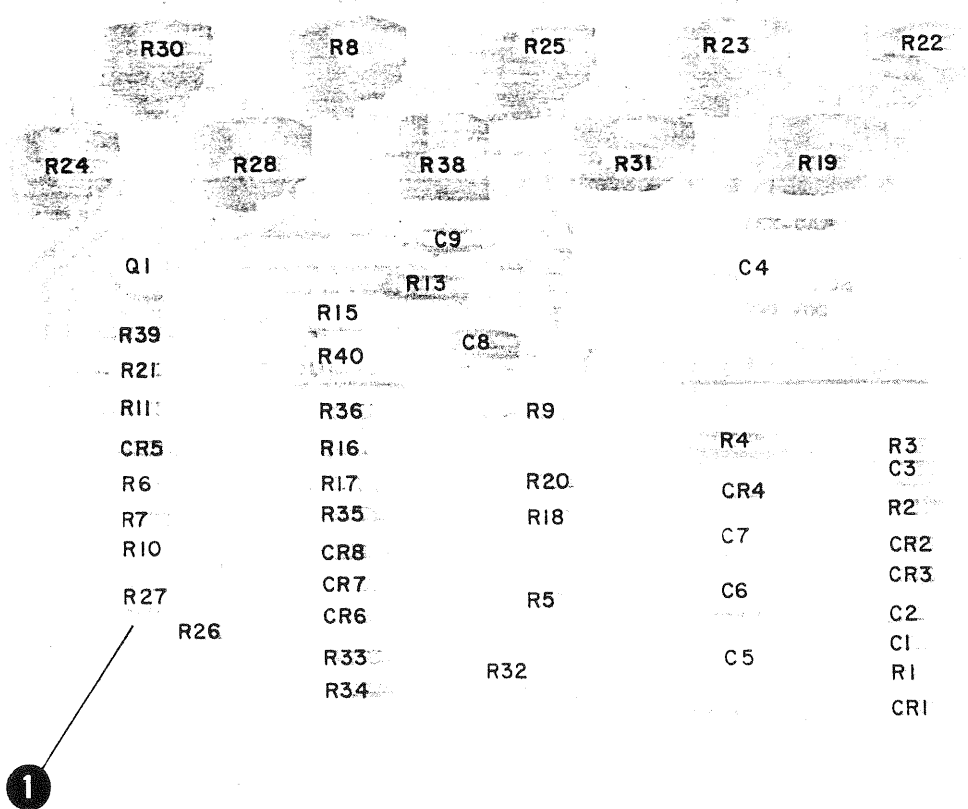 R30 R8 R25 R23 R22
R24 R28 R38 R31 R19
C9
Q1 C4
R13
R15
R39 C8
R40
R21
R11 R36 R9
CR5 R16 R4 R3
C3
R6 R17 R20 CR4
R7 R35 R18 R2
R10 CR8 C7 CR2
CR7 CR3
R27 R5 C6
CR6 C2
R26 C1
R33 R32 C5 R1
R34 CR1
1